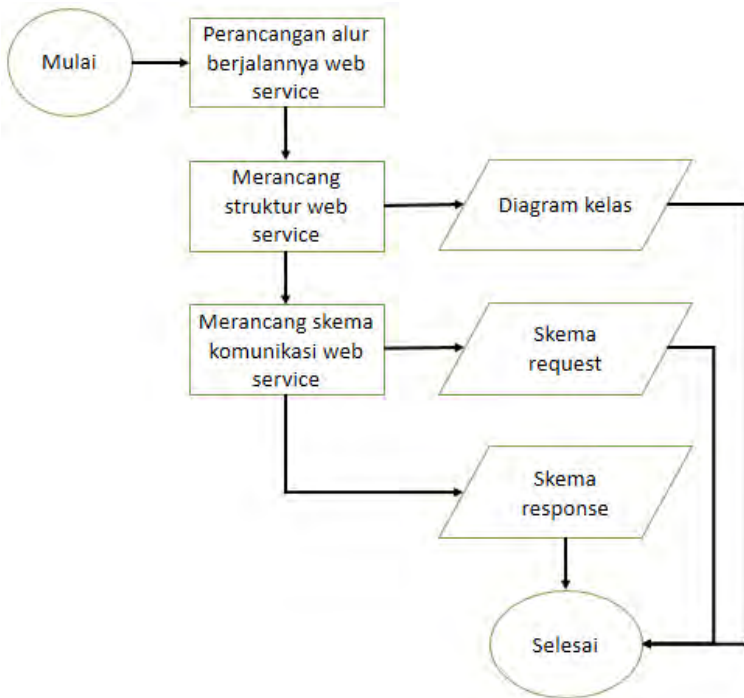 Mulai
Perancangan alur
berjalannya web
service
Merancang
struktur web
service
Diagram kelas
Merancang skema
komunikasi web
service
Skema
request
Skema
response
Selesai